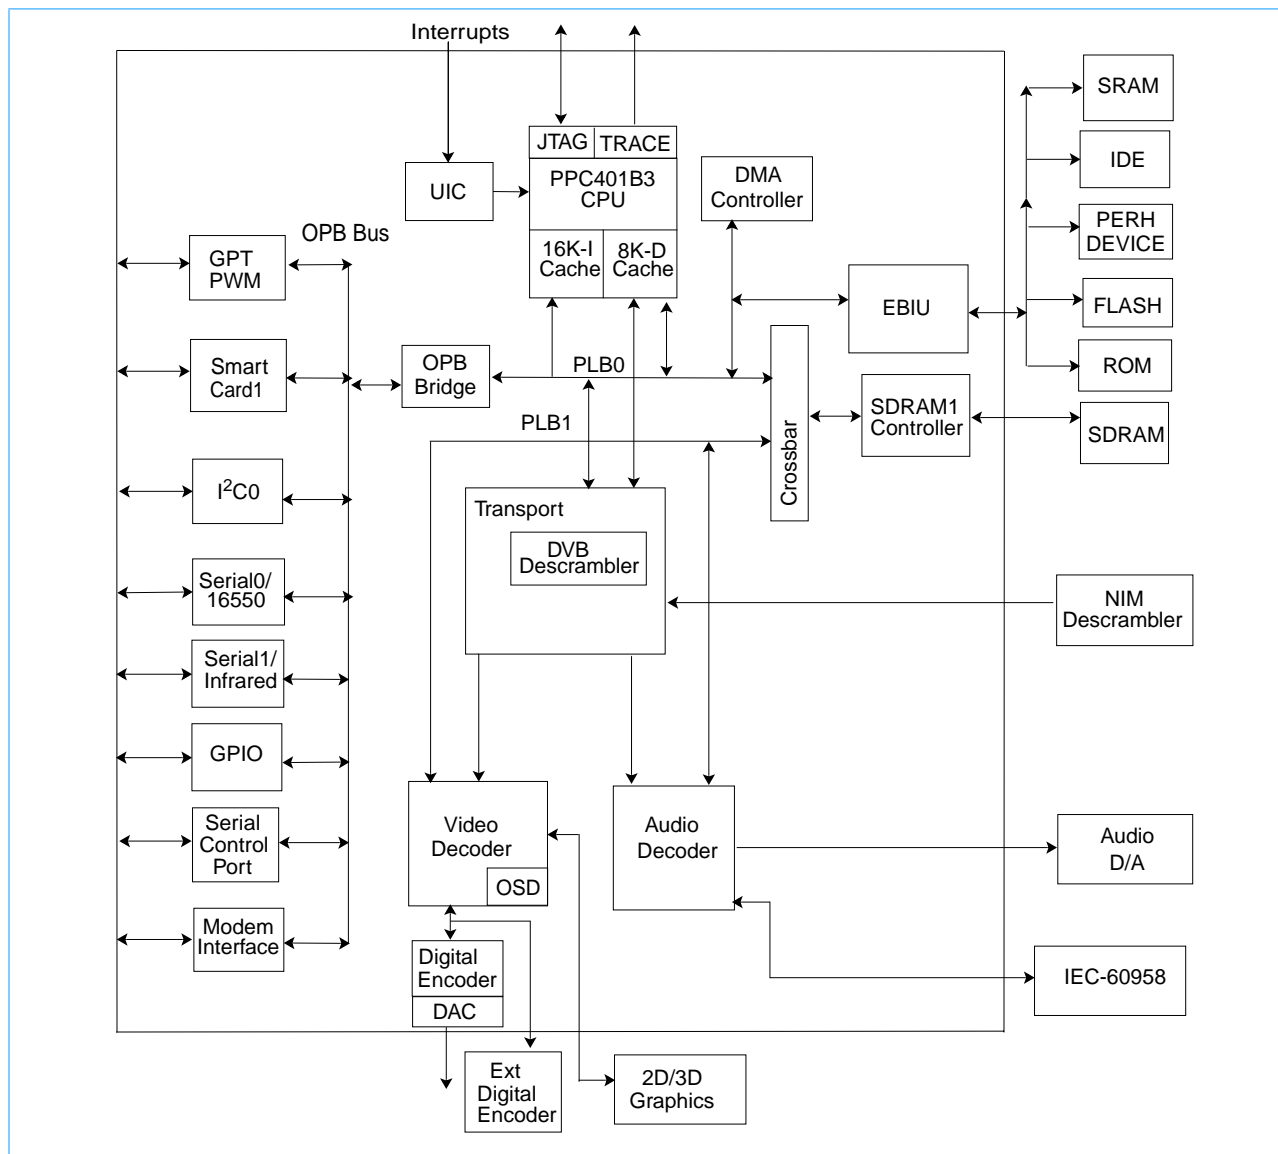 Interrupts
JTAG
TRACE
PPC401B3
CPU
16K-I
Cache
8K-D
Cache
UIC
DMA
Controller
SRAM
IDE
PERH
DEVICE
FLASH
ROM
SDRAM
EBIU
SDRAM1
Controller
Crossbar
OPB Bus
GPT
PWM
Smart
Card1
OPB
Bridge
PLB0
PLB1
I²C0
Serial0/
16550
Serial1/
Infrared
GPIO
Serial
Control
Port
Modem
Interface
Transport
DVB
Descrambler
NIM
Descrambler
Video
Decoder
OSD
Audio
Decoder
Audio
D/A
IEC-60958
Digital
Encoder
DAC
Ext
Digital
Encoder
2D/3D
Graphics